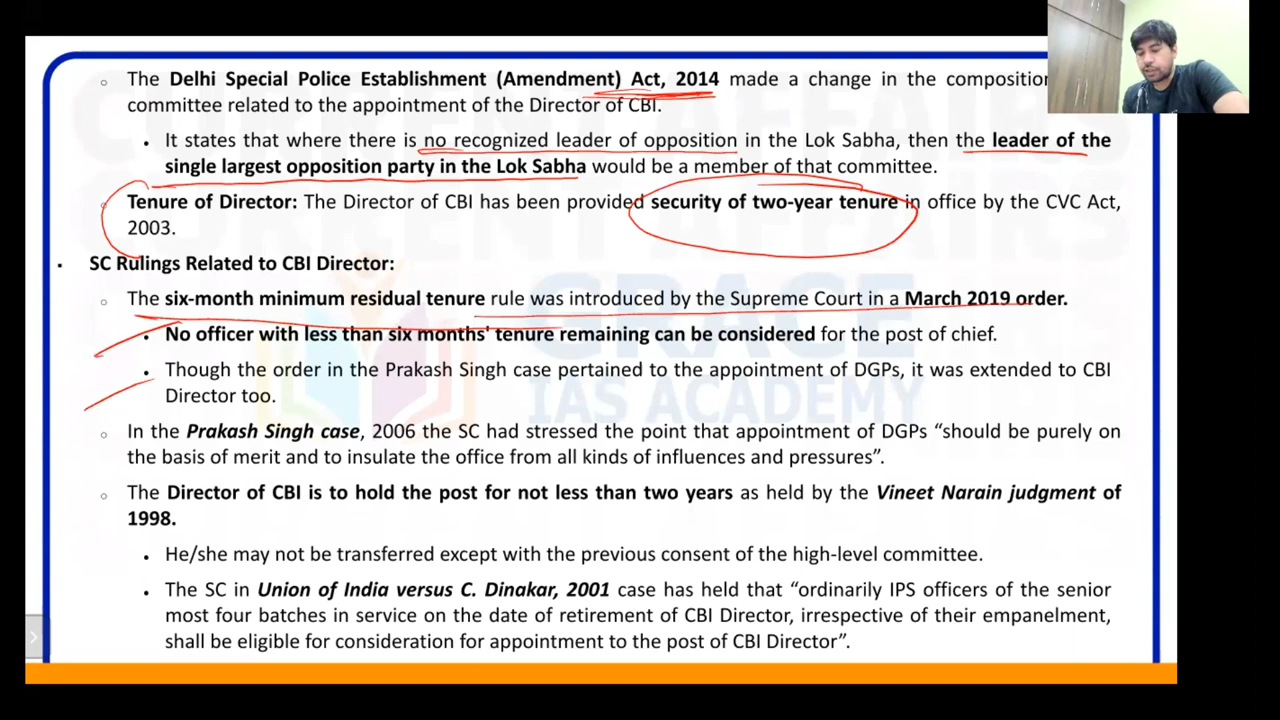 The Delhi Special Police Establishment (Amendment) Act, 2014 made a change in the composition
committee related to the appointment of the Director of CBI.
It states that where there is no recognized leader of opposition in the Lok Sabha, then the leader of the
single largest opposition party in the Lok Sabha would be a member of that committee.
Tenure of Director: The Director of CBI has been provided security of two-year tenure in office by the CVC Act,
2003.
SC Rulings Related to CBI Director:
The six-month minimum residual tenure rule was introduced by the Supreme Court in a March 2019 order.
No officer with less than six months' tenure remaining can be considered for the post of chief.
Though the order in the Prakash Singh case pertained to the appointment of DGPs, it was extended to CBI
Director too.
In the Prakash Singh case, 2006 the SC had stressed the point that appointment of DGPs “should be purely on
the basis of merit and to insulate the office from all kinds of influences and pressures”.
The Director of CBI is to hold the post for not less than two years as held by the Vineet Narain judgment of
1998.
He/she may not be transferred except with the previous consent of the high-level committee.
The SC in Union of India versus C. Dinakar, 2001 case has held that “ordinarily IPS officers of the senior
most four batches in service on the date of retirement of CBI Director, irrespective of their empanelment,
shall be eligible for consideration for appointment to the post of CBI Director”.
CURRENT AFFAIRS
CURRENT AFFAIRS
GRACE
IAS ACADEMY